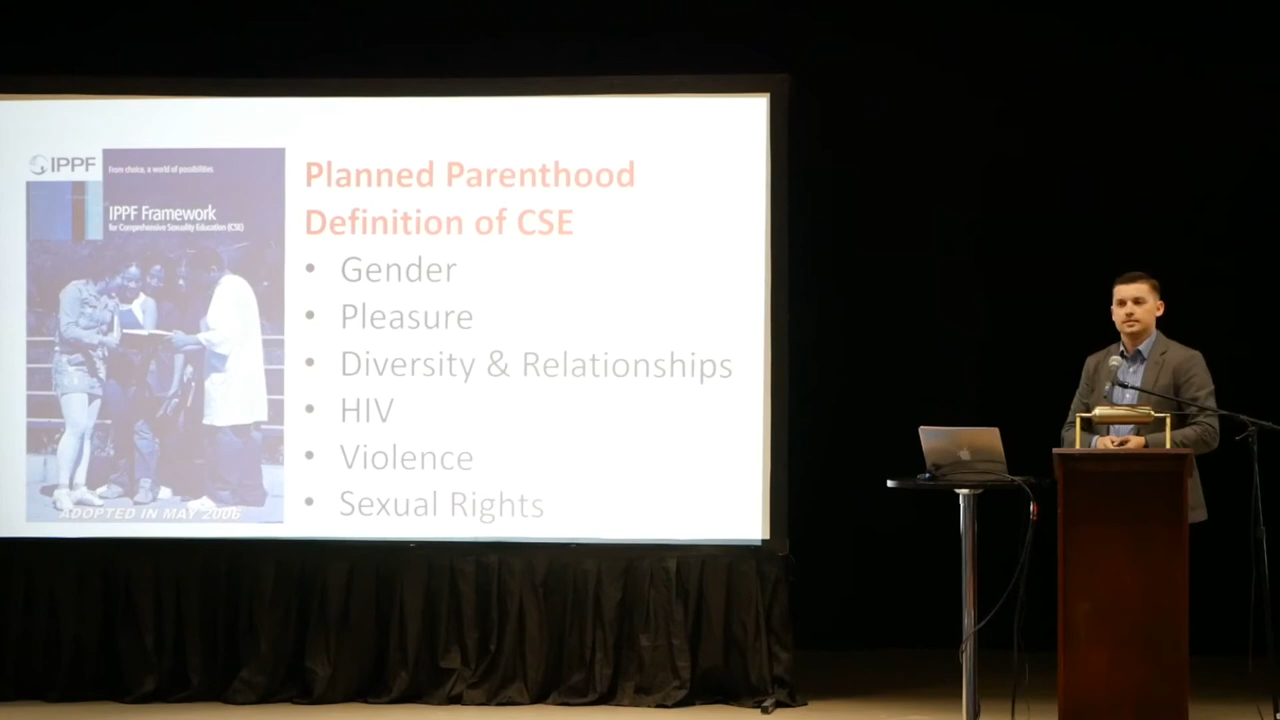 IPPF
From choice, a world of possibilities
IPPF Framework
for Comprehensive Sexuality Education (CSE)
ADOPTED IN MAY 2006
Planned Parenthood
Definition of CSE
• Gender
• Pleasure
• Diversity & Relationships
• HIV
• Violence
• Sexual Rights